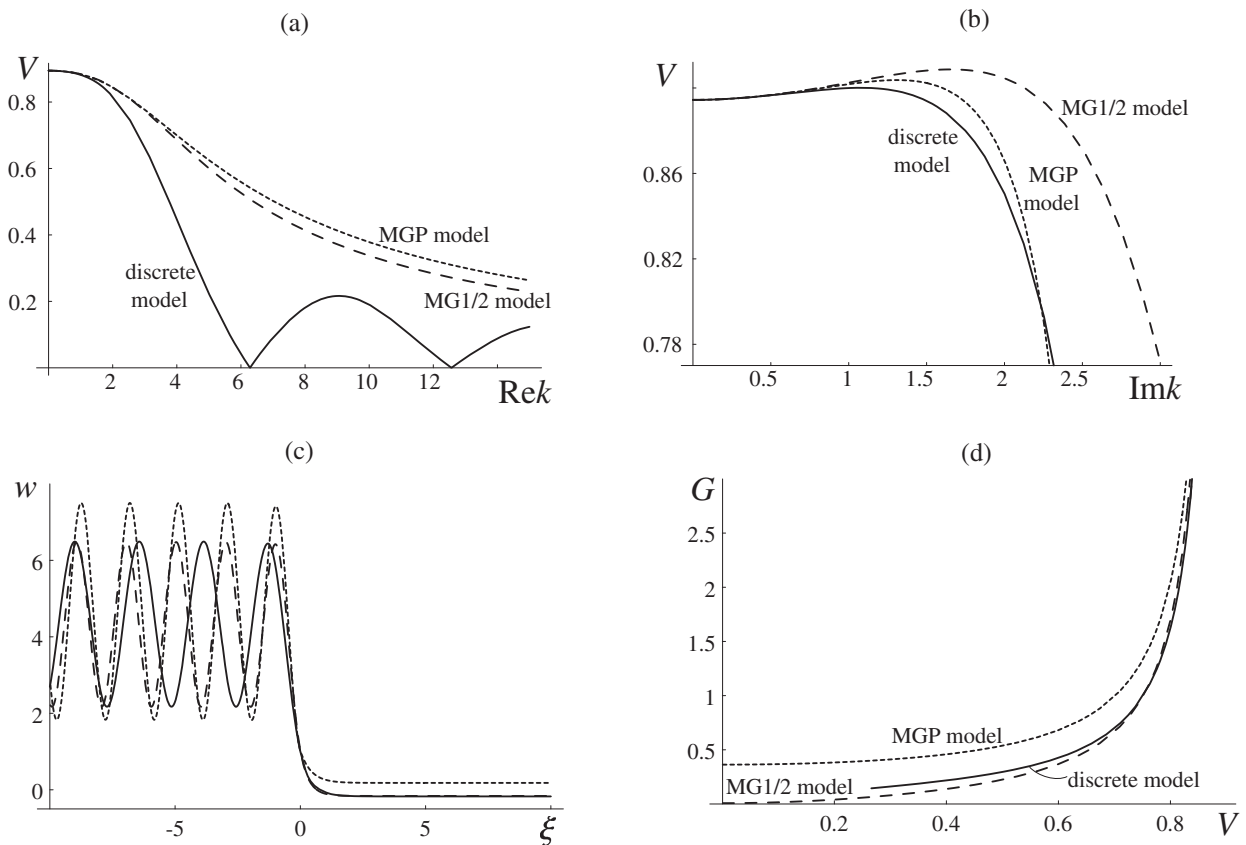 (a)
V
0.8
0.6
0.4
0.2
2
4
6
8
10
12
Rek
MGP model
MG1/2 model
discrete
model
(b)
V
0.86
0.82
0.78
0.5
1
1.5
2
2.5
Imk
MG1/2 model
discrete
model
MGP
model
(c)
w
6
4
2
0
-5
0
5
ξ
(d)
G
2.5
2
1.5
1
0.5
0.2
0.4
0.6
0.8
V
MGP model
MG1/2 model
discrete model